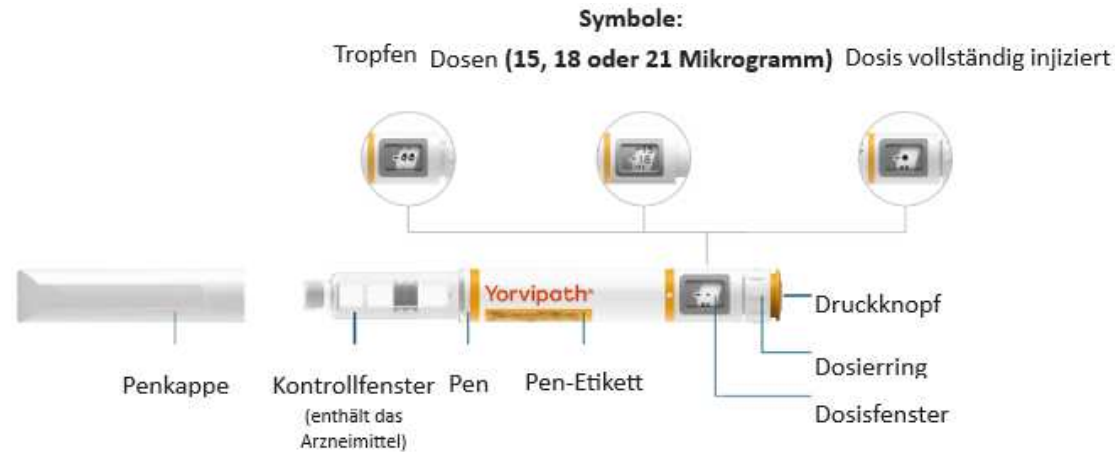 Symbole:
Tropfen Dosen (15, 18 oder 21 Mikrogramm) Dosis vollständig injiziert
18
Yorvipath
Druckknopf
Dosierring
Dosisfenster
Penkappe
Kontrollfenster
(enthält das
Arzneimittel)
Pen
Pen-Etikett